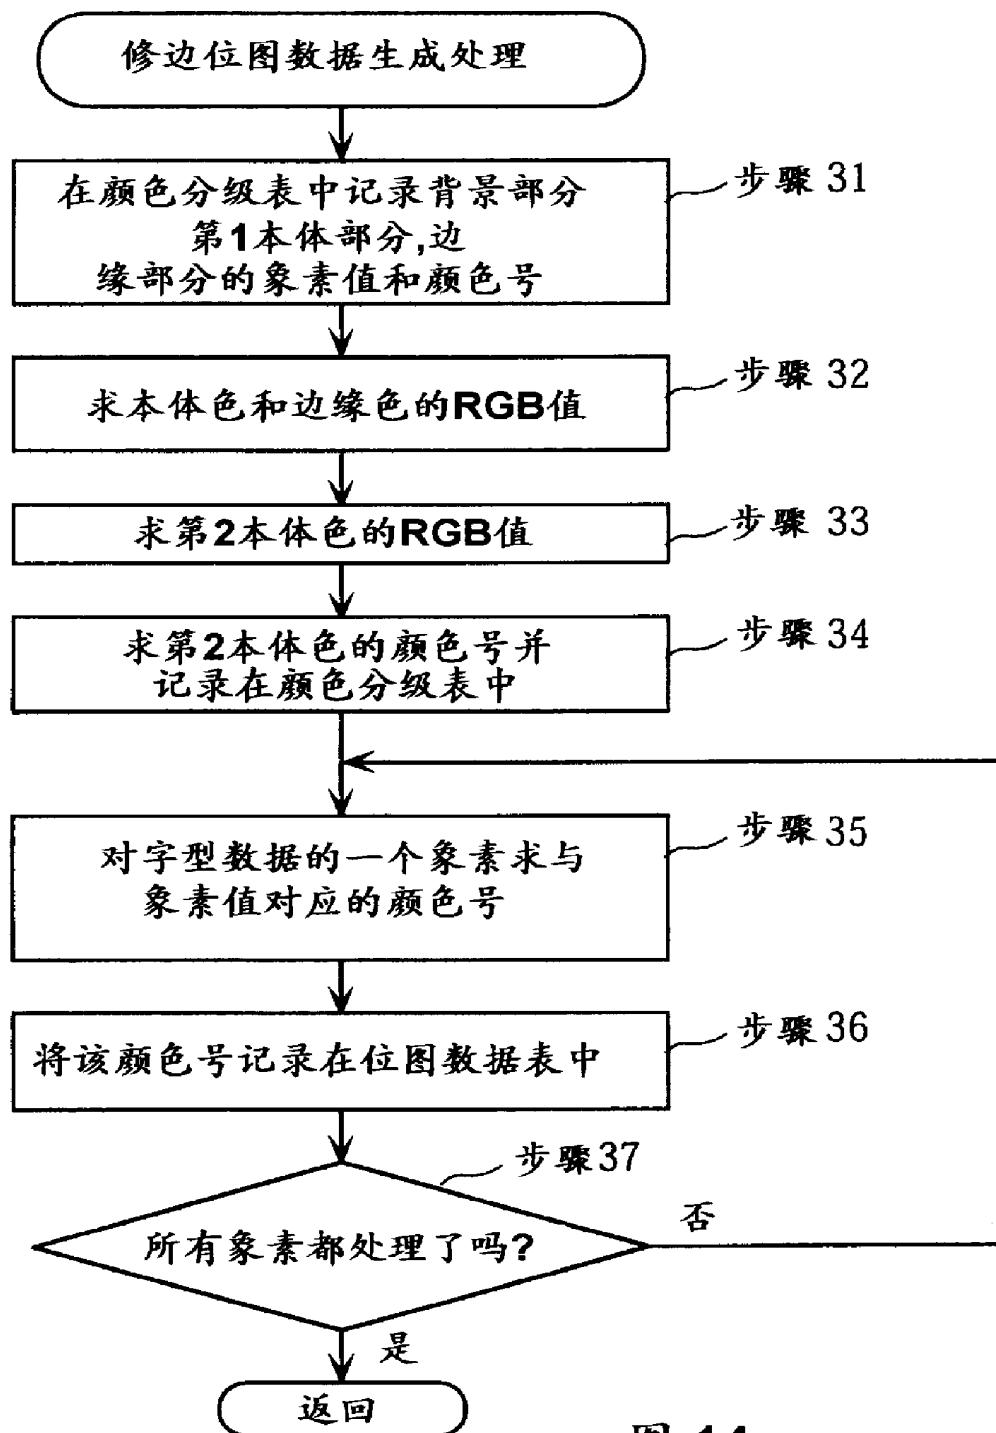 修边位图数据生成处理
在颜色分级表中记录背景部分
第1本体部分,边
缘部分的象素值和颜色号
步骤 31
求本体色和边缘色的RGB值
步骤 32
求第2本体色的RGB值
步骤 33
求第2本体色的颜色号并
记录在颜色分级表中
步骤 34
对字型数据的一个象素求与
象素值对应的颜色号
步骤 35
将该颜色号记录在位图数据表中
步骤36
步骤37
所有象素都处理了吗?
否
是
返回